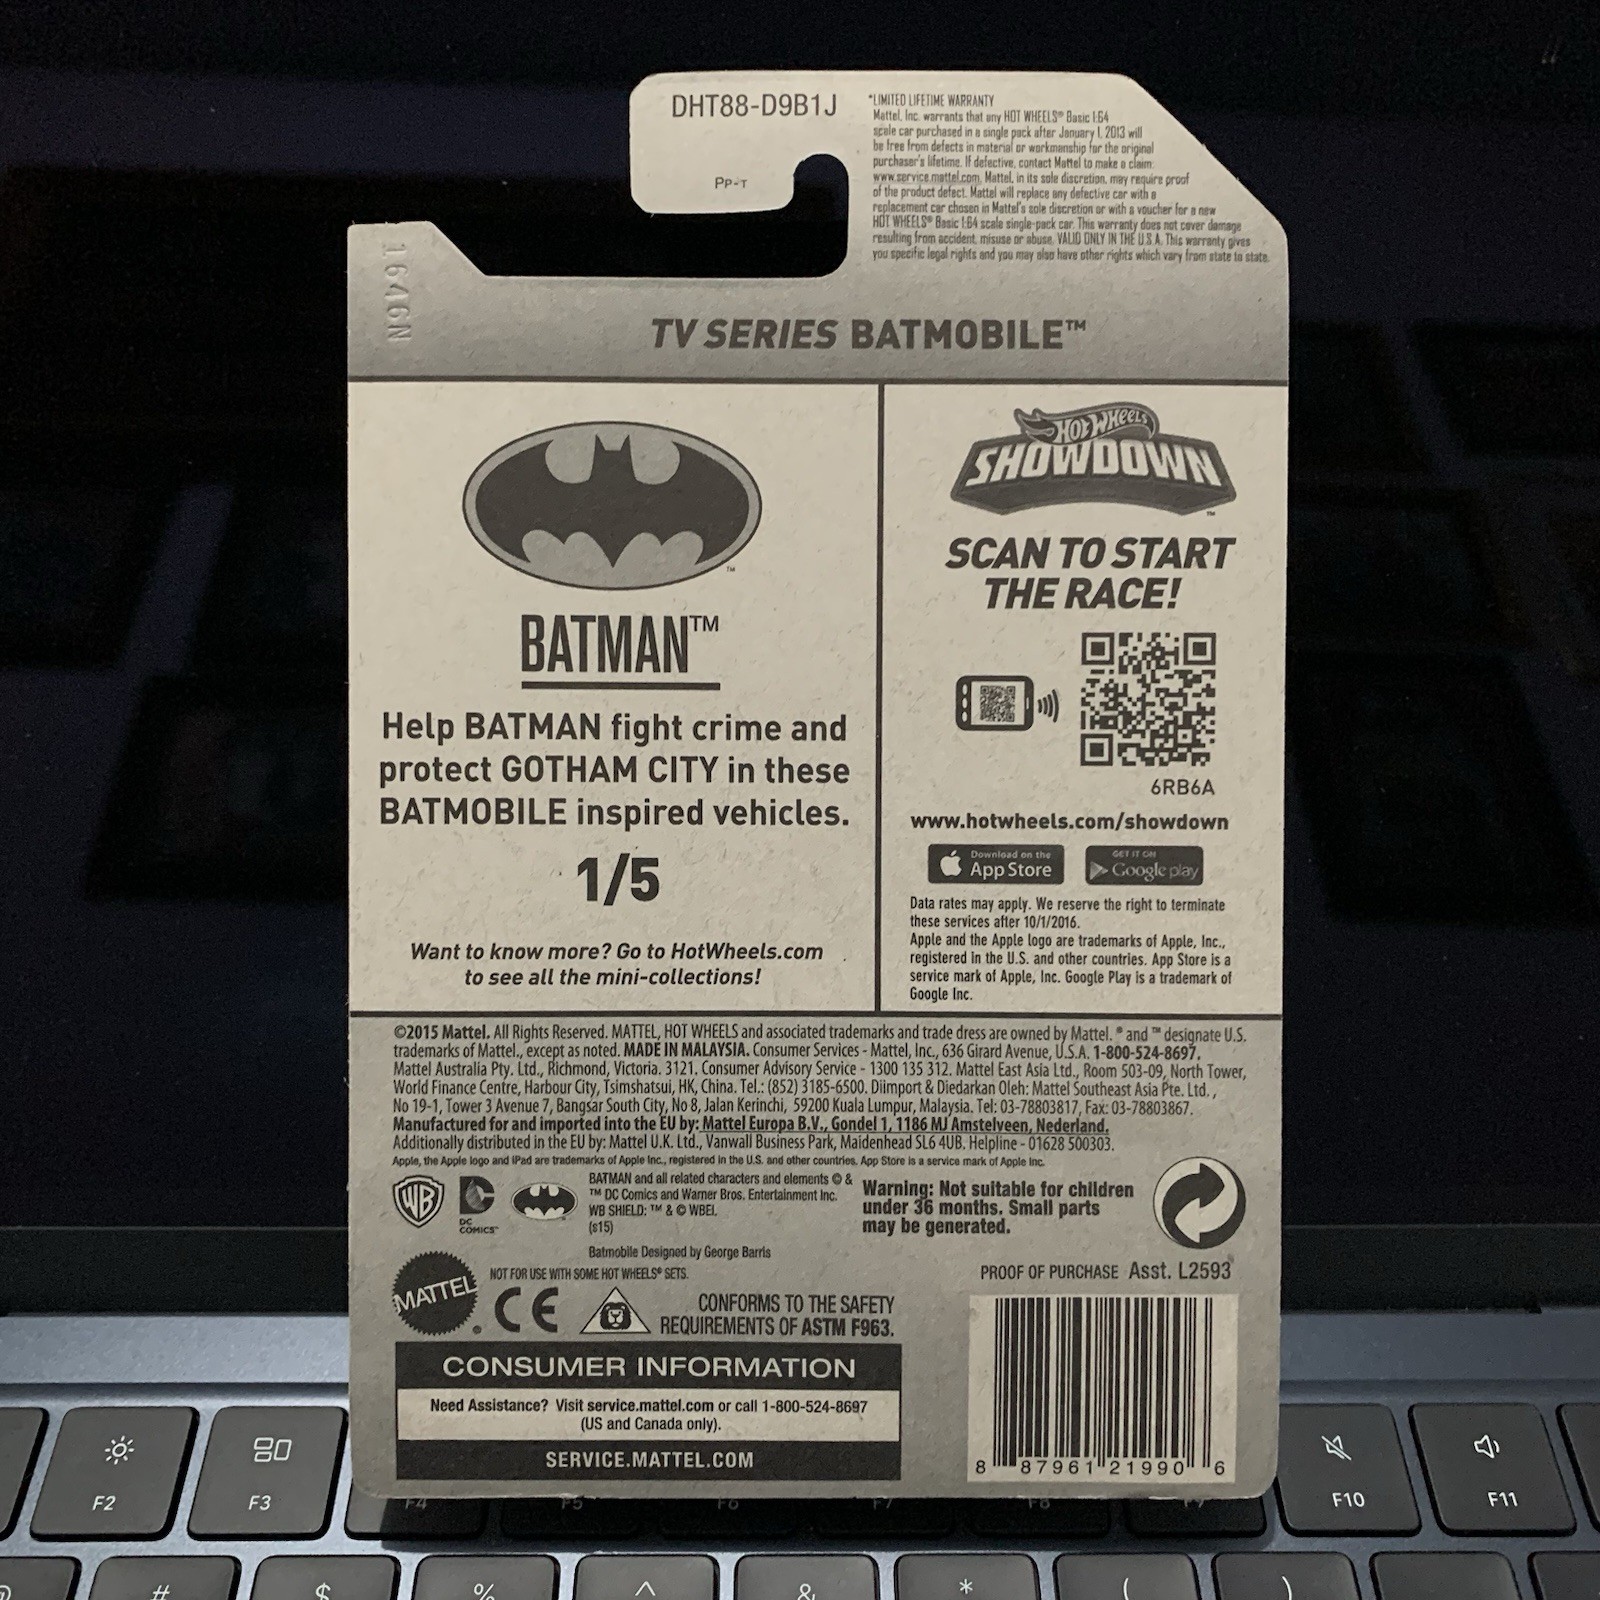 DHT88-D9B1J
PP-T
*LIMITED LIFETIME WARRANTY
Mattel, Inc. warrants that any HOT WHEELS® Basic 1:64
scale car purchased in a single pack after January 1, 2013 will
be free from defects in material or workmanship for the original
purchaser's lifetime. If defective, contact Mattel to make a claim:
www.service.mattel.com. Mattel, in its sole discretion, may require proof
of the product defect. Mattel will replace any defective car with a
replacement car chosen in Mattel's sole discretion or with a voucher for a new
HOT WHEELS® Basic 1:64 scale single-pack car. This warranty does not cover damage
resulting from accident, misuse or abuse. VALID ONLY IN THE U.S.A. This warranty gives
you specific legal rights and you may also have other rights which vary from state to state.
1646N
TV SERIES BATMOBILE™
™
BATMAN™
Help BATMAN fight crime and
protect GOTHAM CITY in these
BATMOBILE inspired vehicles.
1/5
Want to know more? Go to HotWheels.com
to see all the mini-collections!
HOT WHEELS
SHOWDOWN
™
SCAN TO START
THE RACE!
6RB6A
www.hotwheels.com/showdown
Download on the
App Store
GET IT ON
Google play
Data rates may apply. We reserve the right to terminate
these services after 10/1/2016.
Apple and the Apple logo are trademarks of Apple, Inc.,
registered in the U.S. and other countries. App Store is a
service mark of Apple, Inc. Google Play is a trademark of
Google Inc.
©2015 Mattel. All Rights Reserved. MATTEL, HOT WHEELS and associated trademarks and trade dress are owned by Mattel. ® and ™ designate U.S.
trademarks of Mattel., except as noted. MADE IN MALAYSIA. Consumer Services - Mattel, Inc., 636 Girard Avenue, U.S.A. 1-800-524-8697.
Mattel Australia Pty. Ltd., Richmond, Victoria. 3121. Consumer Advisory Service - 1300 135 312. Mattel East Asia Ltd., Room 503-09, North Tower,
World Finance Centre, Harbour City, Tsimshatsui, HK, China. Tel.: (852) 3185-6500. Diimport & Diedarkan Oleh: Mattel Southeast Asia Pte. Ltd.,
No 19-1, Tower 3 Avenue 7, Bangsar South City, No 8, Jalan Kerinchi, 59200 Kuala Lumpur, Malaysia. Tel: 03-78803817, Fax: 03-78803867.
Manufactured for and imported into the EU by: Mattel Europa B.V., Gondel 1, 1186 MJ Amstelveen, Nederland.
Additionally distributed in the EU by: Mattel U.K. Ltd., Vanwall Business Park, Maidenhead SL6 4UB. Helpline - 01628 500303.
Apple, the Apple logo and iPad are trademarks of Apple Inc., registered in the U.S. and other countries. App Store is a service mark of Apple Inc.
WB
DC
COMICS™
BATMAN and all related characters and elements © &
™ DC Comics and Warner Bros. Entertainment Inc.
WB SHIELD: ™ & © WBEI.
(s15)
Batmobile Designed by George Barris
Warning: Not suitable for children
under 36 months. Small parts
may be generated.
MATTEL
NOT FOR USE WITH SOME HOT WHEELS® SETS.
CE
CONFORMS TO THE SAFETY
REQUIREMENTS OF ASTM F963.
PROOF OF PURCHASE Asst. L2593
CONSUMER INFORMATION
Need Assistance? Visit service.mattel.com or call 1-800-524-8697
(US and Canada only).
SERVICE.MATTEL.COM
8 87961 21990 6
F2 F3 F4 F5 F6 F7 F8 F9 F10 F11
@ # $ % ^ & * ( )